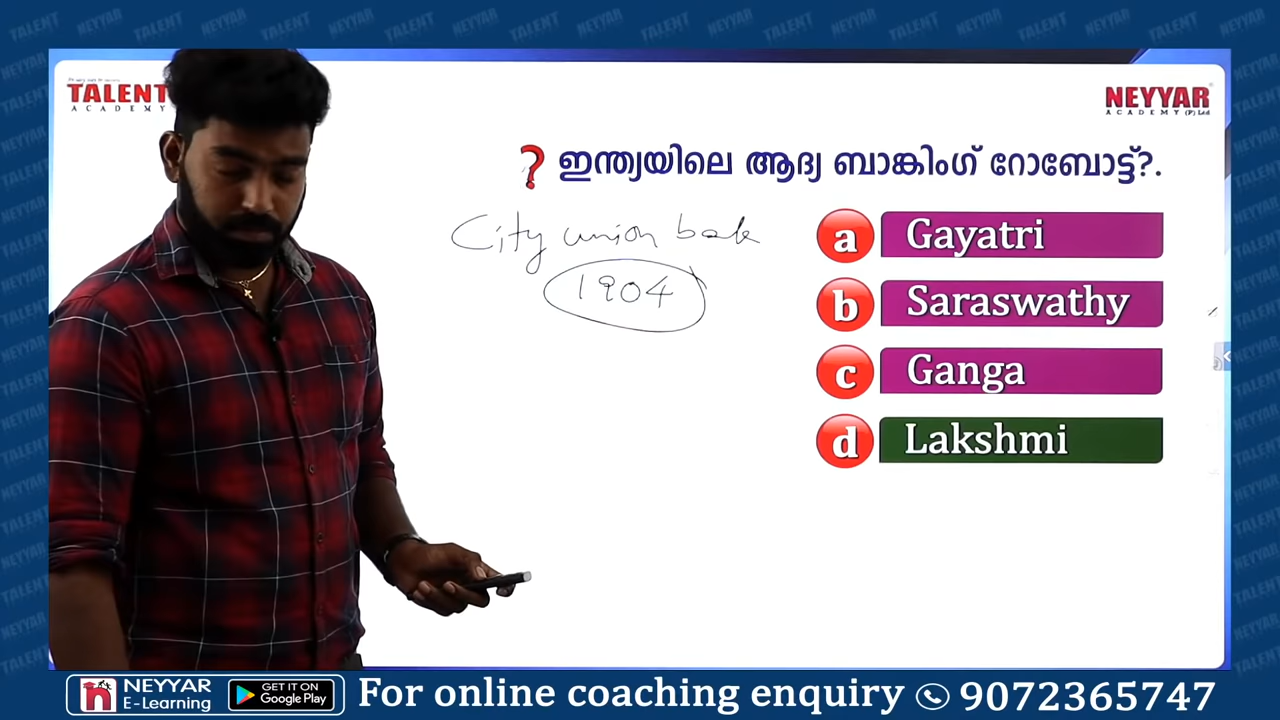 TALENT
ACADEMY
NEYYAR
ACADEMY (P) Ltd
? ഇന്ത്യയിലെ ആദ്യ ബാങ്കിംഗ് റോബോട്ട്?.
City union bank
1904
a Gayatri
b Saraswathy
c Ganga
d Lakshmi
NEYYAR
E-Learning
GET IT ON
Google Play
For online coaching enquiry 9072365747